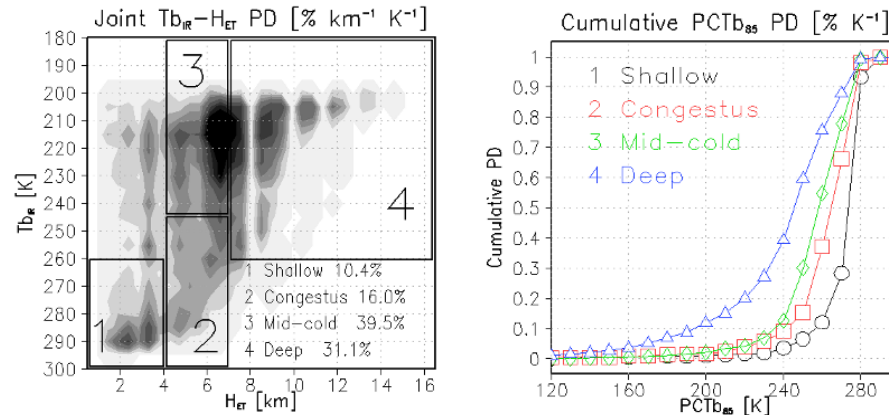 Joint Tb_IR–H_ET PD [% km⁻¹ K⁻¹]
180
190
200
210
220
230
240
250
260
270
280
290
300
Tb_IR [K]
3
4
1
2
1 Shallow 10.4%
2 Congestus 16.0%
3 Mid–cold 39.5%
4 Deep 31.1%
2 4 6 8 10 12 14 16
H_ET [km]
Cumulative PCTb₈₅ PD [% K⁻¹]
1
0.9
0.8
0.7
0.6
0.5
0.4
0.3
0.2
0.1
0
Cumulative PD
1 Shallow
2 Congestus
3 Mid–cold
4 Deep
120 160 200 240 280
PCTb₈₅ [K]